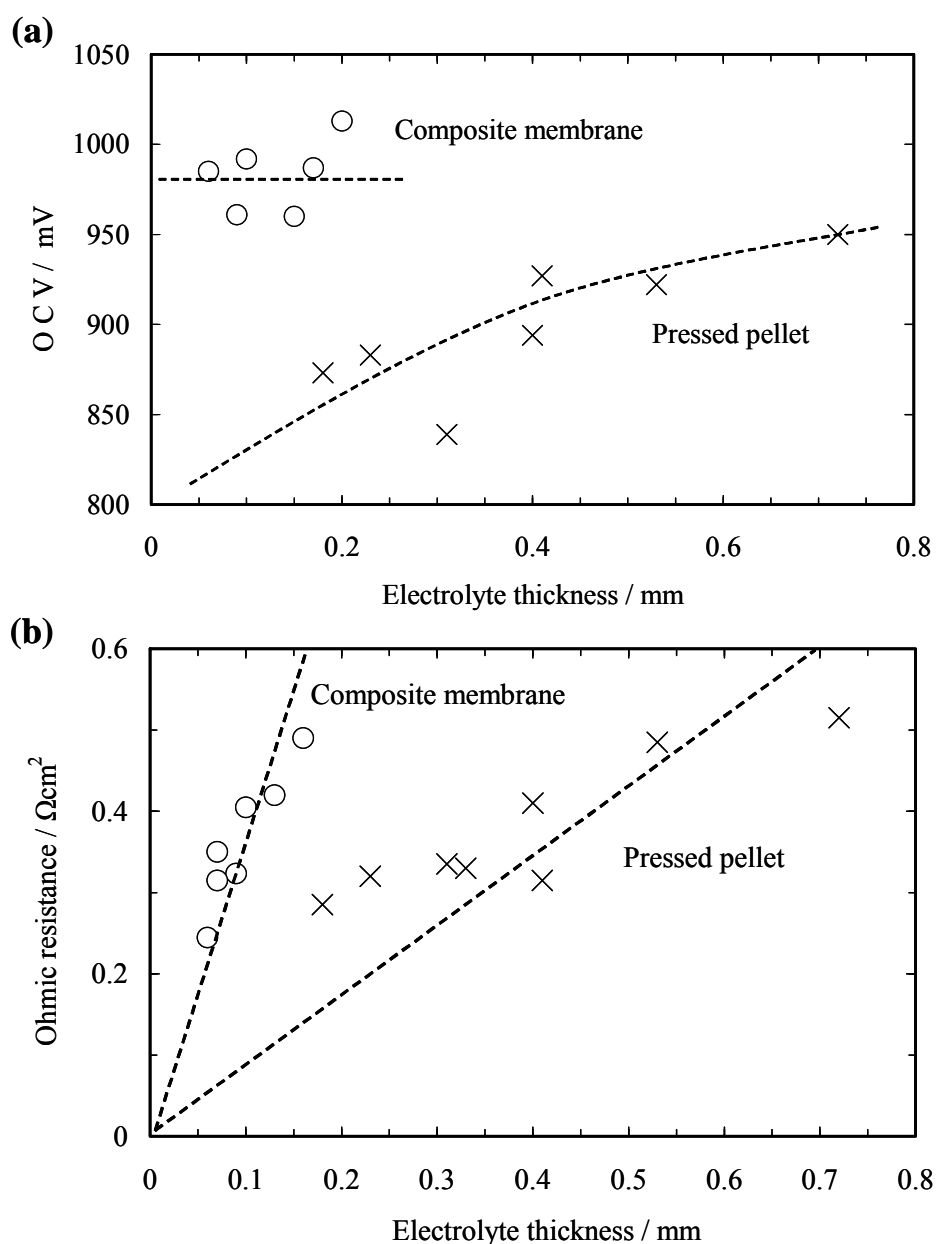 (a)
1050
1000
950
900
850
800
O C V / mV
Composite membrane
Pressed pellet
0
0.2
0.4
0.6
0.8
Electrolyte thickness / mm
(b)
0.6
0.4
0.2
0
Ohmic resistance / Ωcm²
Composite membrane
Pressed pellet
0
0.1
0.2
0.3
0.4
0.5
0.6
0.7
0.8
Electrolyte thickness / mm